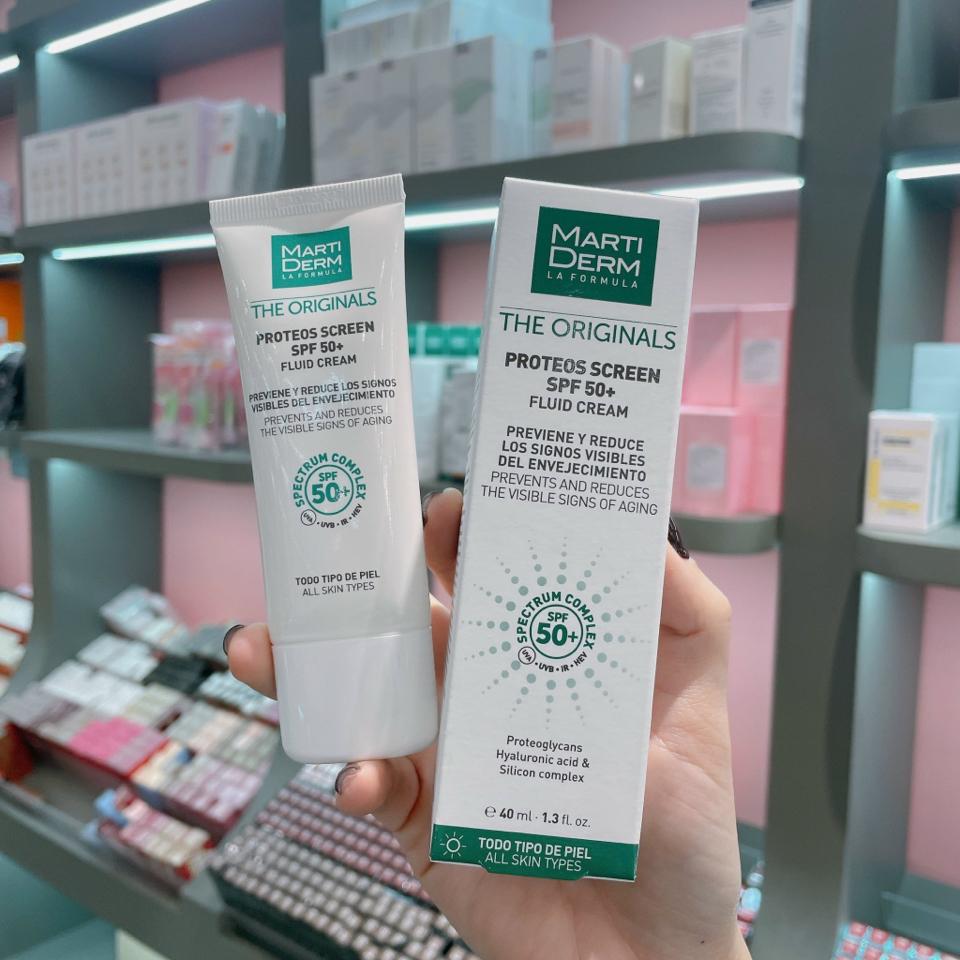 MARTI
DERM
LA FORMULA
THE ORIGINALS
PROTEOS SCREEN
SPF 50+
FLUID CREAM
PREVIENE Y REDUCE LOS SIGNOS
VISIBLES DEL ENVEJECIMIENTO
PREVENTS AND REDUCES
THE VISIBLE SIGNS OF AGING
SPECTRUM COMPLEX
SPF
50+
UVA • UVB • IR • HEV
TODO TIPO DE PIEL
ALL SKIN TYPES
MARTI
DERM
LA FORMULA
THE ORIGINALS
PROTEOS SCREEN
SPF 50+
FLUID CREAM
PREVIENE Y REDUCE
LOS SIGNOS VISIBLES
DEL ENVEJECIMIENTO
PREVENTS AND REDUCES
THE VISIBLE SIGNS OF AGING
SPECTRUM COMPLEX
SPF
50+
UVA • UVB • IR • HEV
Proteoglycans
Hyaluronic acid &
Silicon complex
℮ 40 ml · 1.3 fl. oz.
TODO TIPO DE PIEL
ALL SKIN TYPES